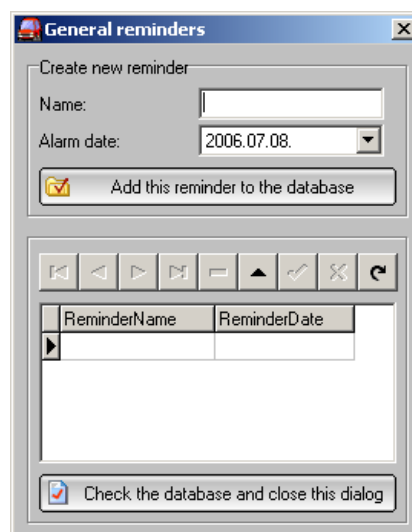 General reminders
Create new reminder
Name:
Alarm date: 2006.07.08.
Add this reminder to the database
ReminderName ReminderDate
Check the database and close this dialog